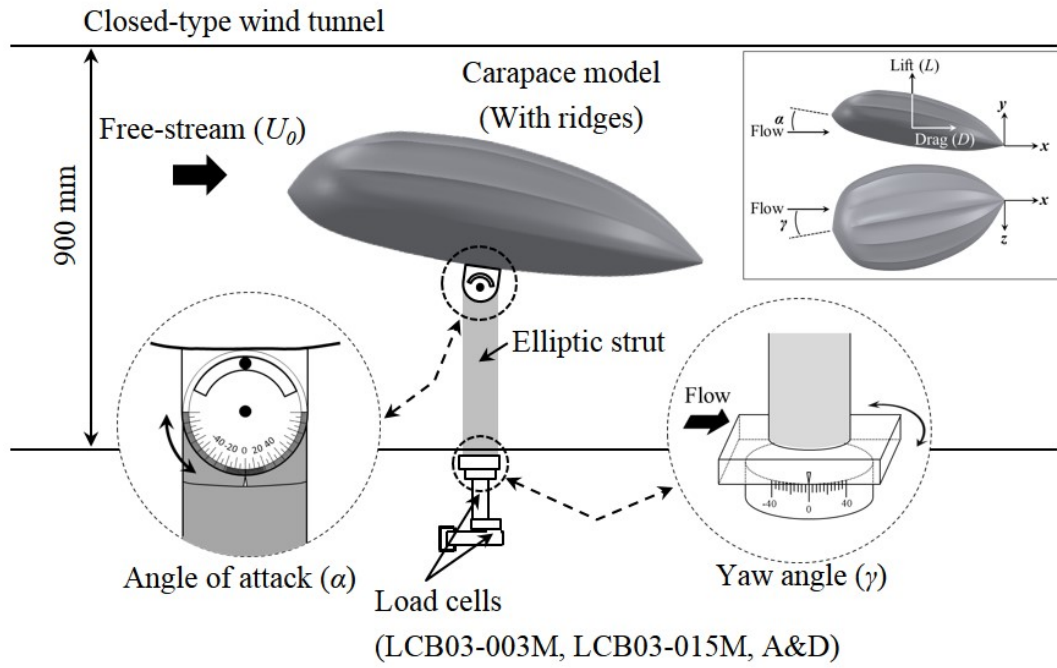 Closed-type wind tunnel
Carapace model
(With ridges)
Free-stream (U₀)
900 mm
Lift (L)
α
Flow
Drag (D)
y
x
Flow
γ
x
z
Elliptic strut
Flow
-40 -20 0 20 40
-40 0 40
Angle of attack (α)
Yaw angle (γ)
Load cells
(LCB03-003M, LCB03-015M, A&D)